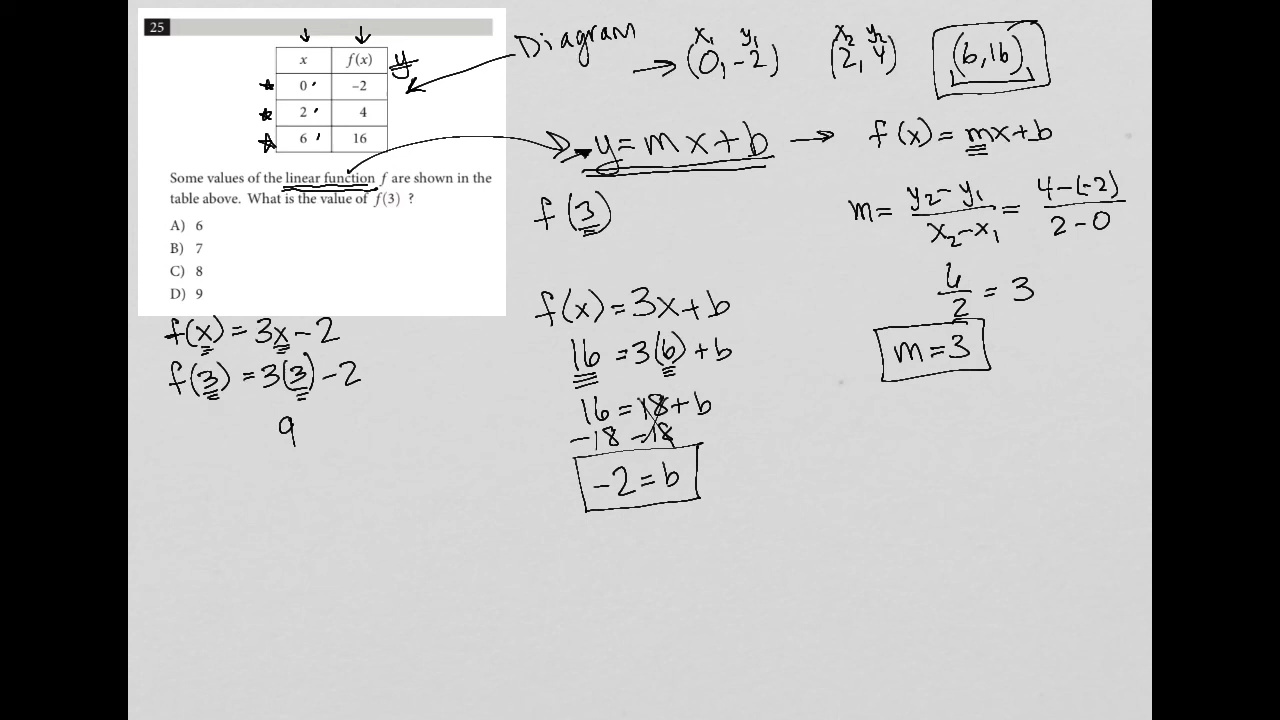 25
x f(x) y
0 -2
2 4
6 16
Some values of the linear function f are shown in the
table above. What is the value of f(3) ?
A) 6
B) 7
C) 8
D) 9
f(x) = 3x - 2
f(3) = 3(3) - 2
9
Diagram
x₁ y₁
(0, -2)
x₂ y₂
(2, 4)
(6, 16)
y = mx + b
f(x) = mx + b
f(3)
m = y₂ - y₁ / x₂ - x₁ = 4 - (-2) / 2 - 0
6/2 = 3
m = 3
f(x) = 3x + b
16 = 3(6) + b
16 = 18 + b
-18 -18
-2 = b